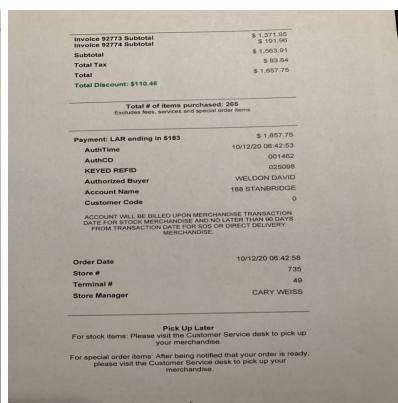 Invoice 92773 Subtotal $ 1,371.95
Invoice 92774 Subtotal $ 191.96
Subtotal $ 1,563.91
Total Tax $ 93.84
Total $ 1,657.75
Total Discount: $110.46
Total # of items purchased: 265
Excludes fees, services and special order items
Payment: LAR ending in 5183 $ 1,657.75
AuthTime 10/12/20 06:42:53
AuthCD 001462
KEYED REFID 025098
Authorized Buyer WELDON DAVID
Account Name 188 STANBRIDGE
Customer Code 0
ACCOUNT WILL BE BILLED UPON MERCHANDISE TRANSACTION
DATE FOR STOCK MERCHANDISE AND NO LATER THAN 90 DAYS
FROM TRANSACTION DATE FOR SOS OR DIRECT DELIVERY
MERCHANDISE.
Order Date 10/12/20 06:42:58
Store # 735
Terminal # 49
Store Manager CARY WEISS
Pick Up Later
For stock items: Please visit the Customer Service desk to pick up
your merchandise.
For special order items: After being notified that your order is ready,
please visit the Customer Service desk to pick up your
merchandise.